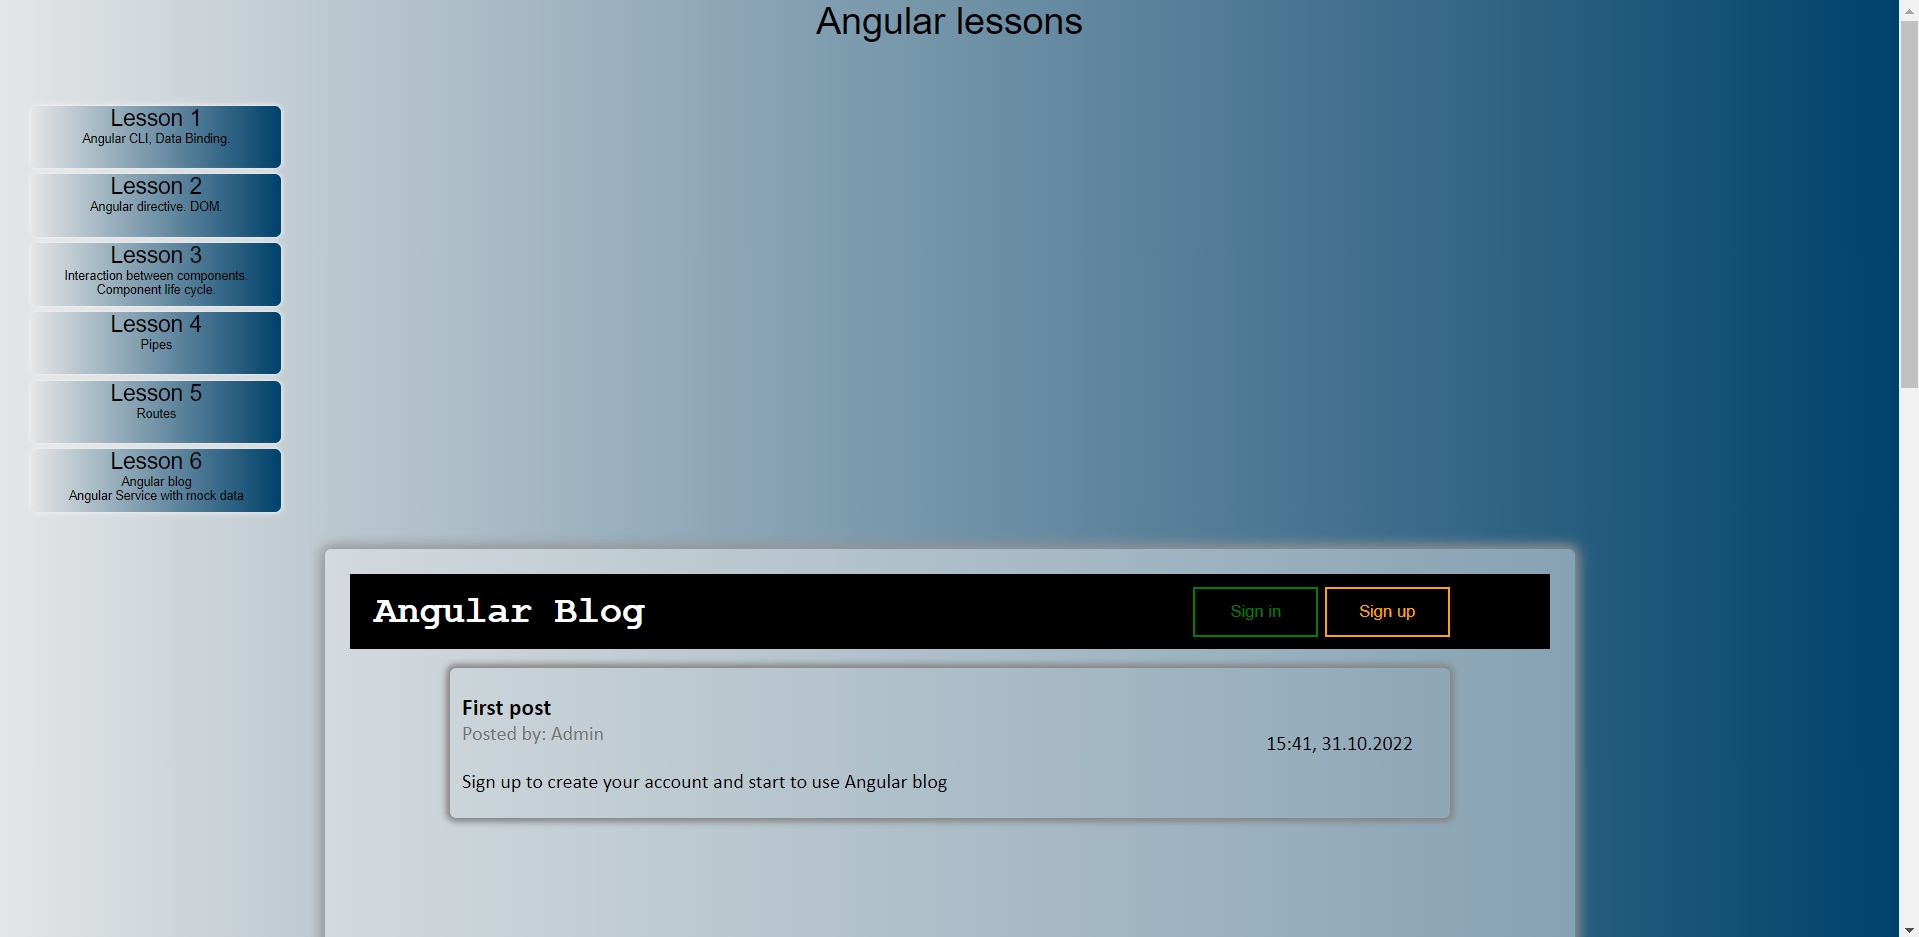 Angular lessons
Lesson 1
Angular CLI, Data Binding.
Lesson 2
Angular directive. DOM.
Lesson 3
Interaction between components.
Component life cycle.
Lesson 4
Pipes
Lesson 5
Routes
Lesson 6
Angular blog
Angular Service with mock data
Angular Blog
Sign in
Sign up
First post
Posted by: Admin
15:41, 31.10.2022
Sign up to create your account and start to use Angular blog